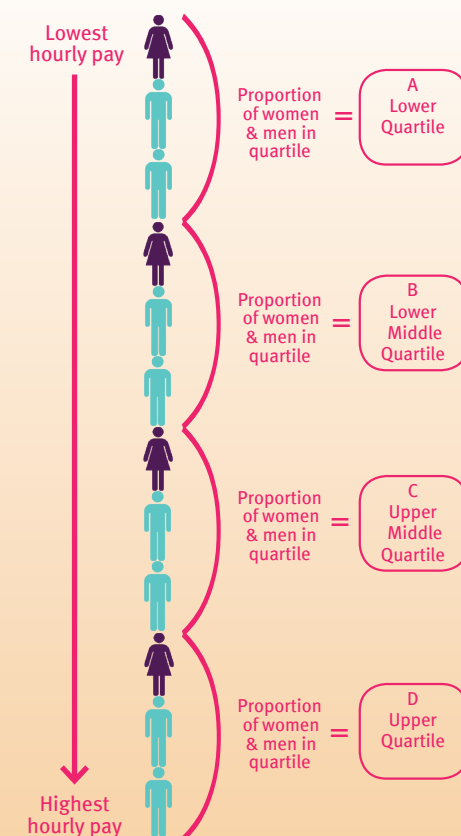 Lowest
hourly pay
Proportion
of women
& men in
quartile
=
A
Lower
Quartile
Proportion
of women
& men in
quartile
=
B
Lower
Middle
Quartile
Proportion
of women
& men in
quartile
=
C
Upper
Middle
Quartile
Proportion
of women
& men in
quartile
=
D
Upper
Quartile
Highest
hourly pay